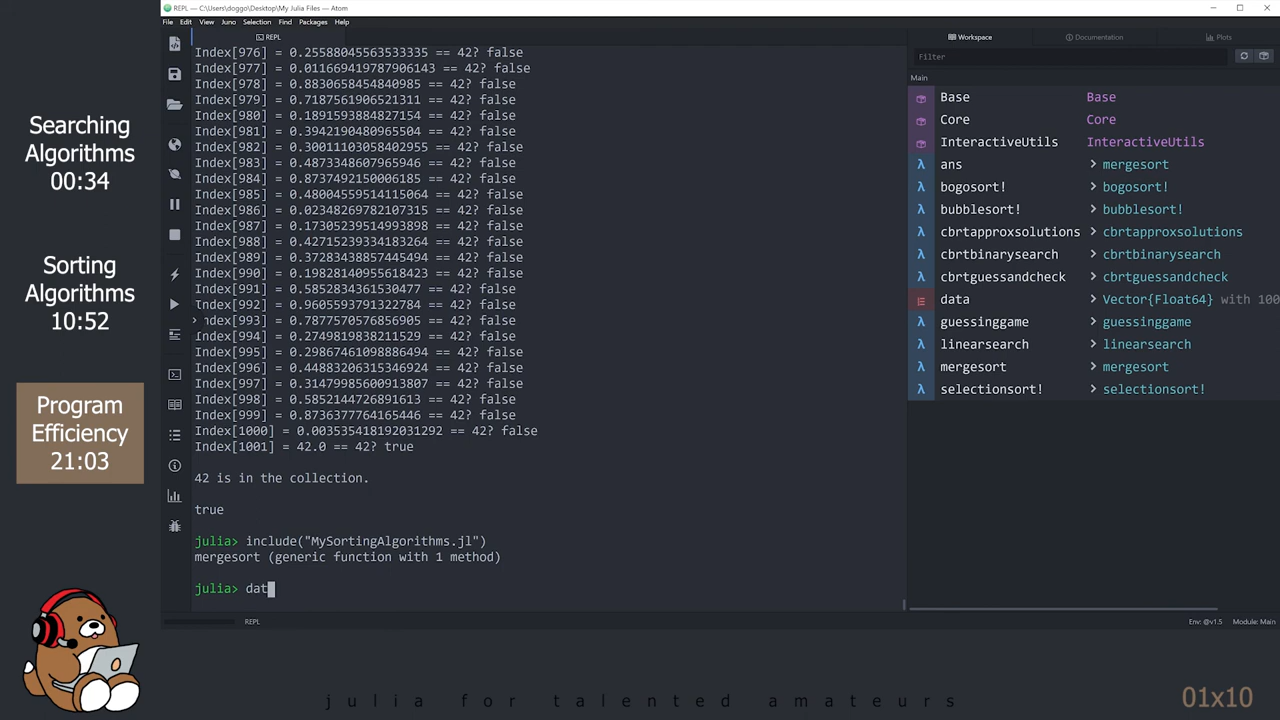 REPL — C:\Users\doggo\Desktop\My Julia Files — Atom
File Edit View Juno Selection Find Packages Help
REPL
Index[976] = 0.25588045563533335 == 42? false
Index[977] = 0.011669419787906143 == 42? false
Index[978] = 0.8830658454840985 == 42? false
Index[979] = 0.7187561906521311 == 42? false
Index[980] = 0.1891593884827154 == 42? false
Index[981] = 0.3942190480965504 == 42? false
Index[982] = 0.30011103058402955 == 42? false
Index[983] = 0.48733486079​65946 == 42? false
Index[984] = 0.8737492150006185 == 42? false
Index[985] = 0.48004559514115064 == 42? false
Index[986] = 0.02348269782107315 == 42? false
Index[987] = 0.17305239514993898 == 42? false
Index[988] = 0.42715239334183264 == 42? false
Index[989] = 0.37283438857445494 == 42? false
Index[990] = 0.19828140955618423 == 42? false
Index[991] = 0.5852834361530477 == 42? false
Index[992] = 0.9605593791322784 == 42? false
Index[993] = 0.7877570576856905 == 42? false
Index[994] = 0.2749819838211529 == 42? false
Index[995] = 0.29867461098886494 == 42? false
Index[996] = 0.44883206315346924 == 42? false
Index[997] = 0.31479985600913807 == 42? false
Index[998] = 0.5852144726891613 == 42? false
Index[999] = 0.8736377764165446 == 42? false
Index[1000] = 0.003535418192031292 == 42? false
Index[1001] = 42.0 == 42? true
42 is in the collection.
true
julia> include("MySortingAlgorithms.jl")
mergesort (generic function with 1 method)
julia> dat
REPL
Workspace Documentation Plots
Filter
Main
Base Base
Core Core
InteractiveUtils InteractiveUtils
ans mergesort
bogosort! bogosort!
bubblesort! bubblesort!
cbrtapproxsolutions cbrtapproxsolutions
cbrtbinarysearch cbrtbinarysearch
cbrtguessandcheck cbrtguessandcheck
data Vector{Float64} with 100
guessinggame guessinggame
linearsearch linearsearch
mergesort mergesort
selectionsort! selectionsort!
Env: @v1.5 Module: Main
Searching
Algorithms
00:34
Sorting
Algorithms
10:52
Program
Efficiency
21:03
julia for talented amateurs
01x10